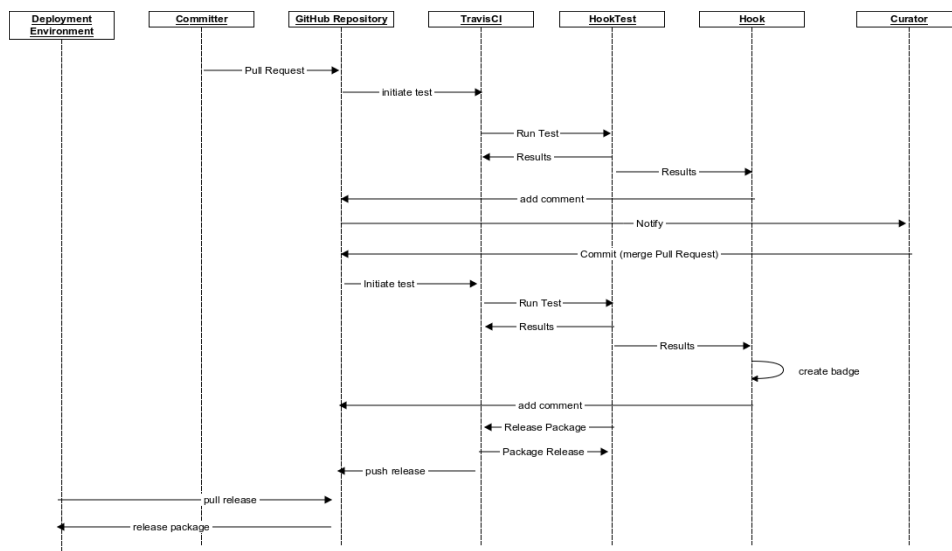 Deployment
Environment
Committer
GitHub Repository
TravisCI
HookTest
Hook
Curator
Pull Request
initiate test
Run Test
Results
Results
add comment
Notify
Commit (merge Pull Request)
Initiate test
Run Test
Results
Results
create badge
add comment
Release Package
Package Release
push release
pull release
release package